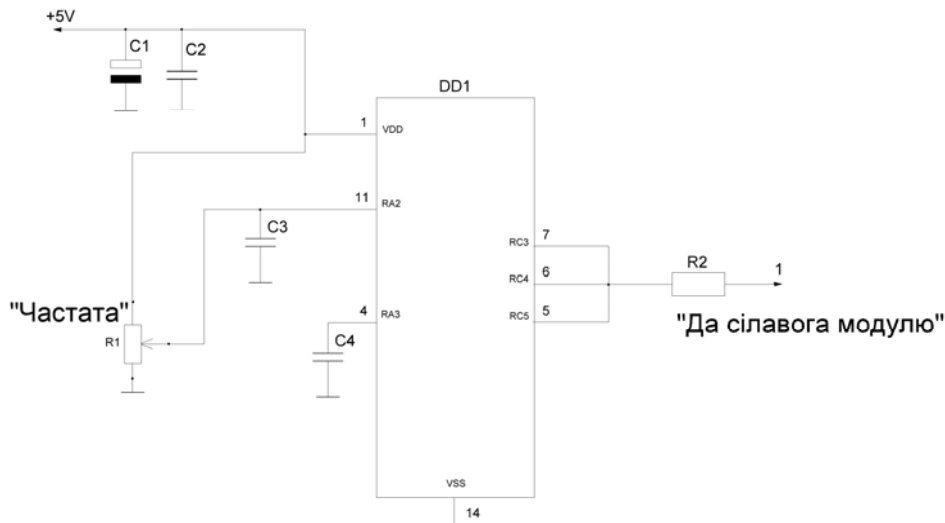 +5V
C1
C2
DD1
1
VDD
11
RA2
C3
7
RC3
R2
1
6
RC4
"Частата"
4
RA3
5
RC5
"Да сілавога модулю"
R1
C4
VSS
14